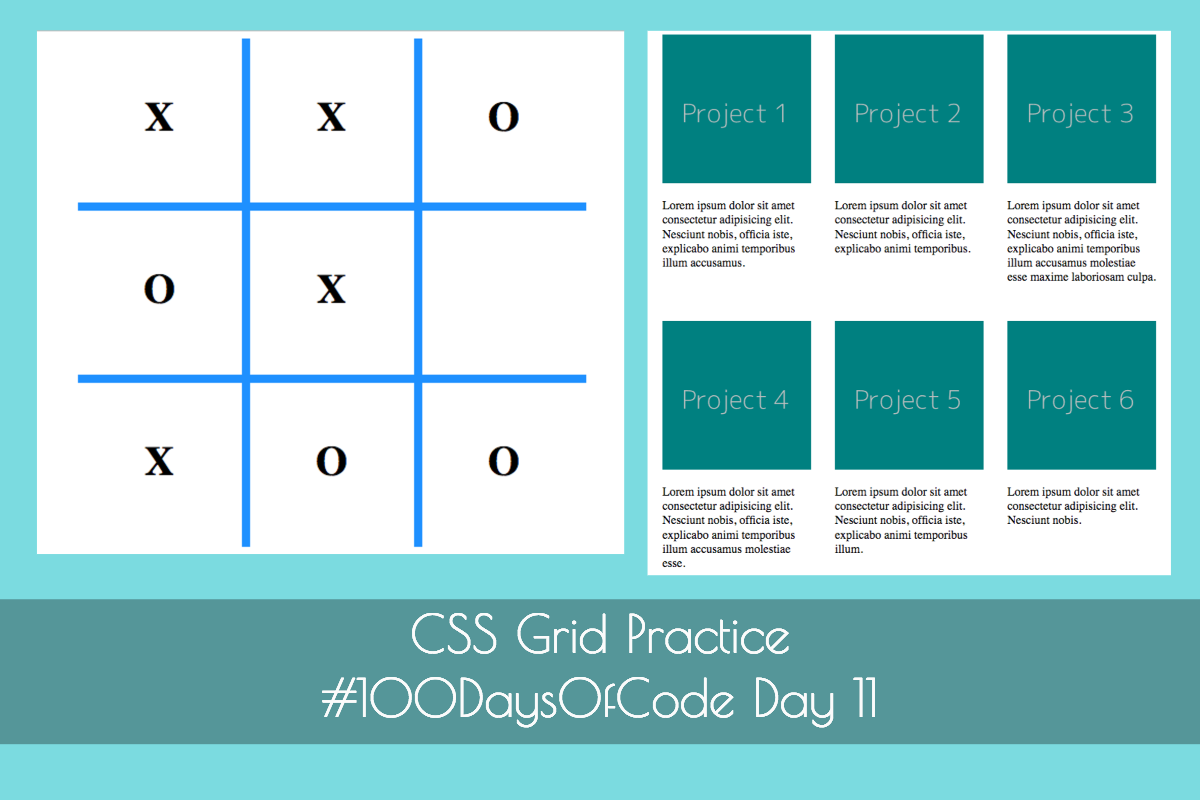 X X O
O X
X O O
Project 1 Project 2 Project 3
Lorem ipsum dolor sit amet
consectetur adipisicing elit.
Nesciunt nobis, officia iste,
explicabo animi temporibus
illum accusamus.
Lorem ipsum dolor sit amet
consectetur adipisicing elit.
Nesciunt nobis, officia iste,
explicabo animi temporibus.
Lorem ipsum dolor sit amet
consectetur adipisicing elit.
Nesciunt nobis, officia iste,
explicabo animi temporibus
illum accusamus molestiae
esse maxime laboriosam culpa.
Project 4 Project 5 Project 6
Lorem ipsum dolor sit amet
consectetur adipisicing elit.
Nesciunt nobis, officia iste,
explicabo animi temporibus
illum accusamus molestiae
esse.
Lorem ipsum dolor sit amet
consectetur adipisicing elit.
Nesciunt nobis, officia iste,
explicabo animi temporibus
illum.
Lorem ipsum dolor sit amet
consectetur adipisicing elit.
Nesciunt nobis.
CSS Grid Practice
#100DaysOfCode Day 11